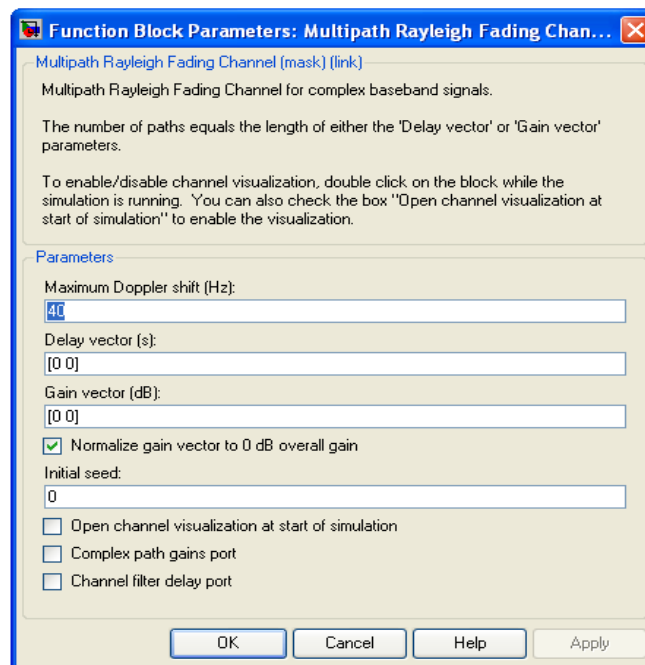 Function Block Parameters: Multipath Rayleigh Fading Chan...
Multipath Rayleigh Fading Channel (mask) (link)
Multipath Rayleigh Fading Channel for complex baseband signals.
The number of paths equals the length of either the 'Delay vector' or 'Gain vector'
parameters.
To enable/disable channel visualization, double click on the block while the
simulation is running.  You can also check the box "Open channel visualization at
start of simulation" to enable the visualization.
Parameters
Maximum Doppler shift (Hz):
40
Delay vector (s):
[0 0]
Gain vector (dB):
[0 0]
Normalize gain vector to 0 dB overall gain
Initial seed:
0
Open channel visualization at start of simulation
Complex path gains port
Channel filter delay port
OK Cancel Help Apply